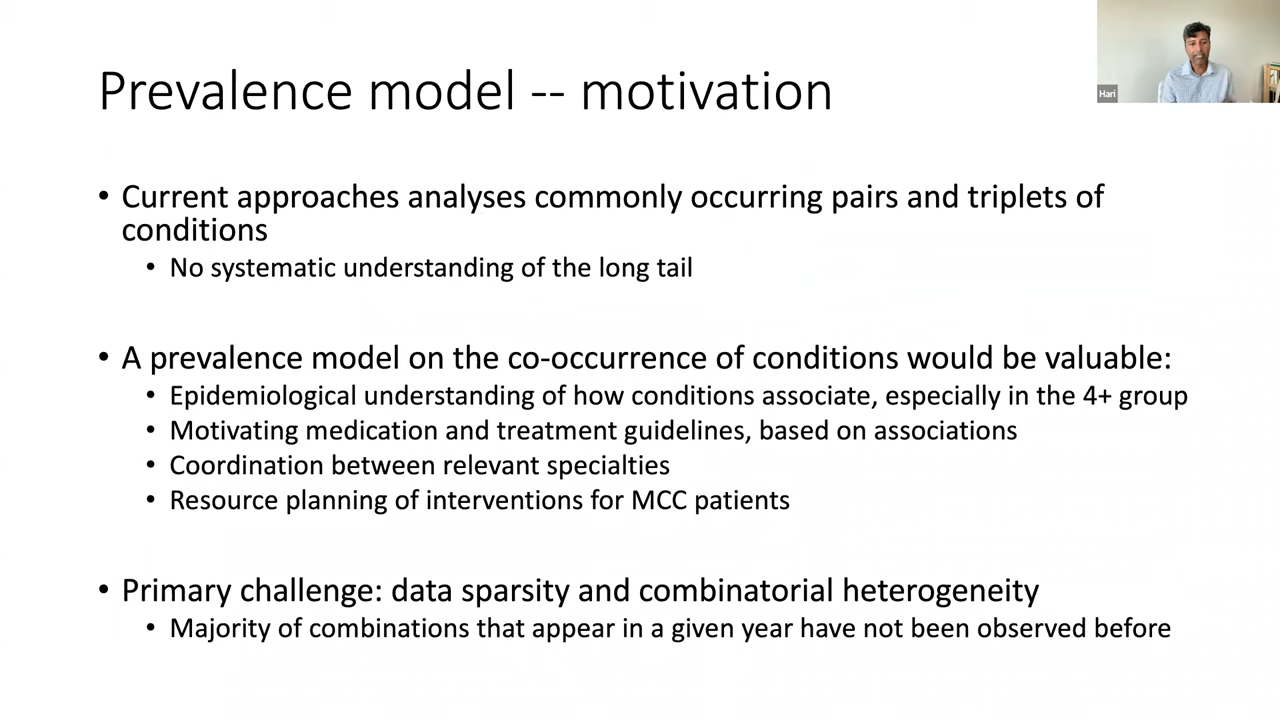 Prevalence model -- motivation
Hari
• Current approaches analyses commonly occurring pairs and triplets of
conditions
• No systematic understanding of the long tail
• A prevalence model on the co-occurrence of conditions would be valuable:
• Epidemiological understanding of how conditions associate, especially in the 4+ group
• Motivating medication and treatment guidelines, based on associations
• Coordination between relevant specialties
• Resource planning of interventions for MCC patients
• Primary challenge: data sparsity and combinatorial heterogeneity
• Majority of combinations that appear in a given year have not been observed before